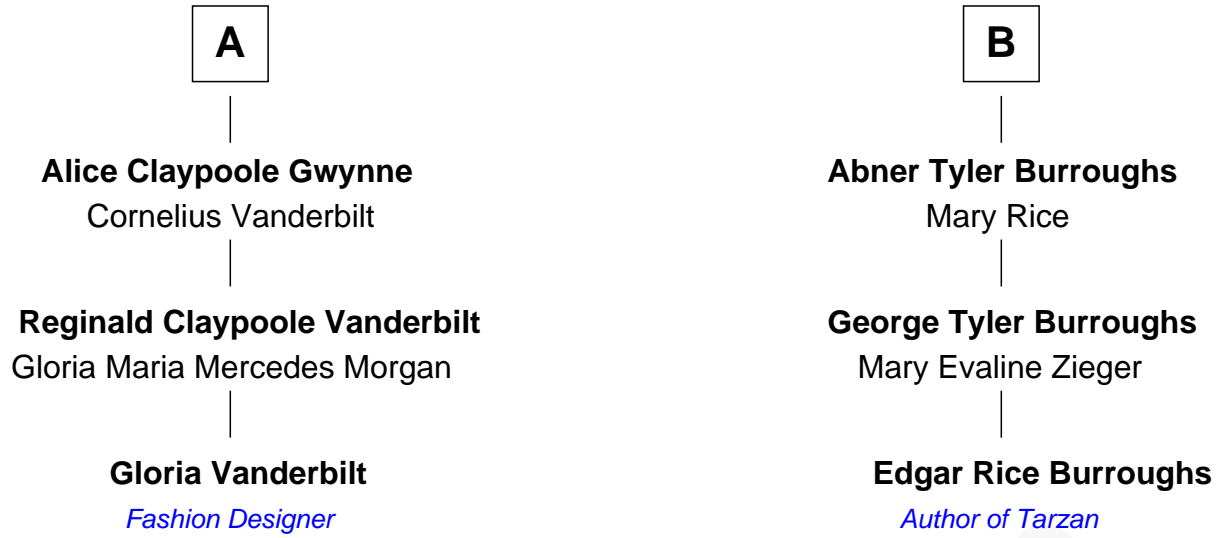 A
Alice Claypoole Gwynne
Cornelius Vanderbilt
Reginald Claypoole Vanderbilt
Gloria Maria Mercedes Morgan
Gloria Vanderbilt
Fashion Designer
B
Abner Tyler Burroughs
Mary Rice
George Tyler Burroughs
Mary Evaline Zieger
Edgar Rice Burroughs
Author of Tarzan